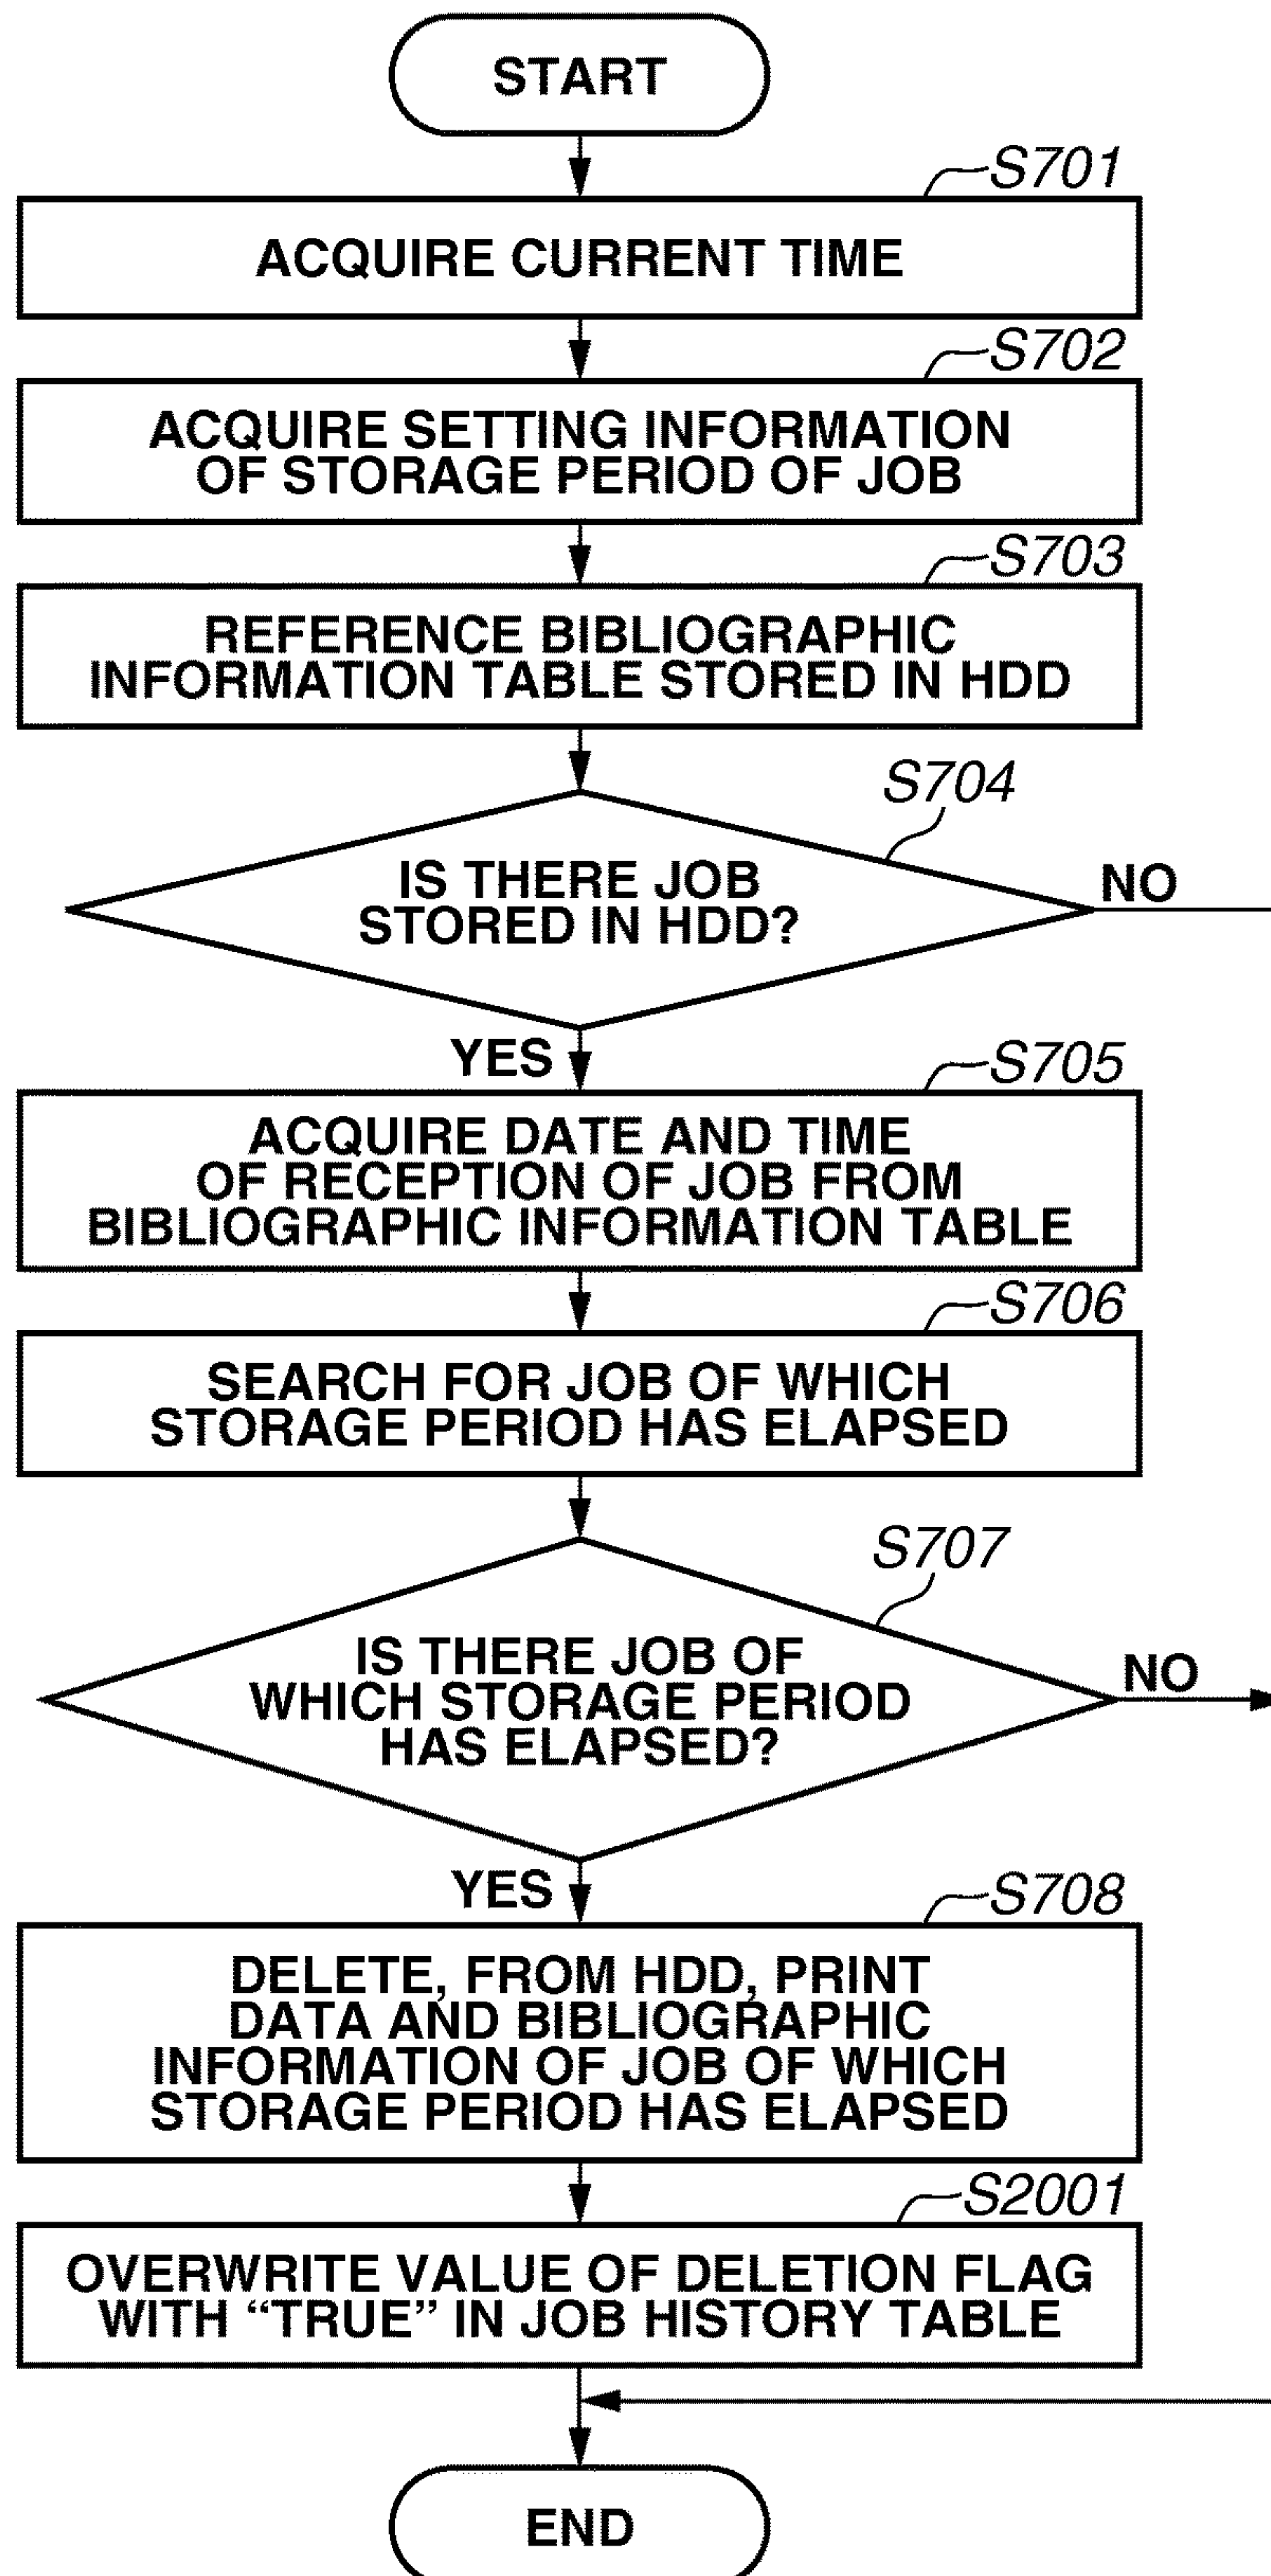 START
S701
ACQUIRE CURRENT TIME
S702
ACQUIRE SETTING INFORMATION
OF STORAGE PERIOD OF JOB
S703
REFERENCE BIBLIOGRAPHIC
INFORMATION TABLE STORED IN HDD
S704
IS THERE JOB
STORED IN HDD?
NO
YES
S705
ACQUIRE DATE AND TIME
OF RECEPTION OF JOB FROM
BIBLIOGRAPHIC INFORMATION TABLE
S706
SEARCH FOR JOB OF WHICH
STORAGE PERIOD HAS ELAPSED
S707
IS THERE JOB OF
WHICH STORAGE PERIOD
HAS ELAPSED?
NO
YES
S708
DELETE, FROM HDD, PRINT
DATA AND BIBLIOGRAPHIC
INFORMATION OF JOB OF WHICH
STORAGE PERIOD HAS ELAPSED
S2001
OVERWRITE VALUE OF DELETION FLAG
WITH “TRUE” IN JOB HISTORY TABLE
END